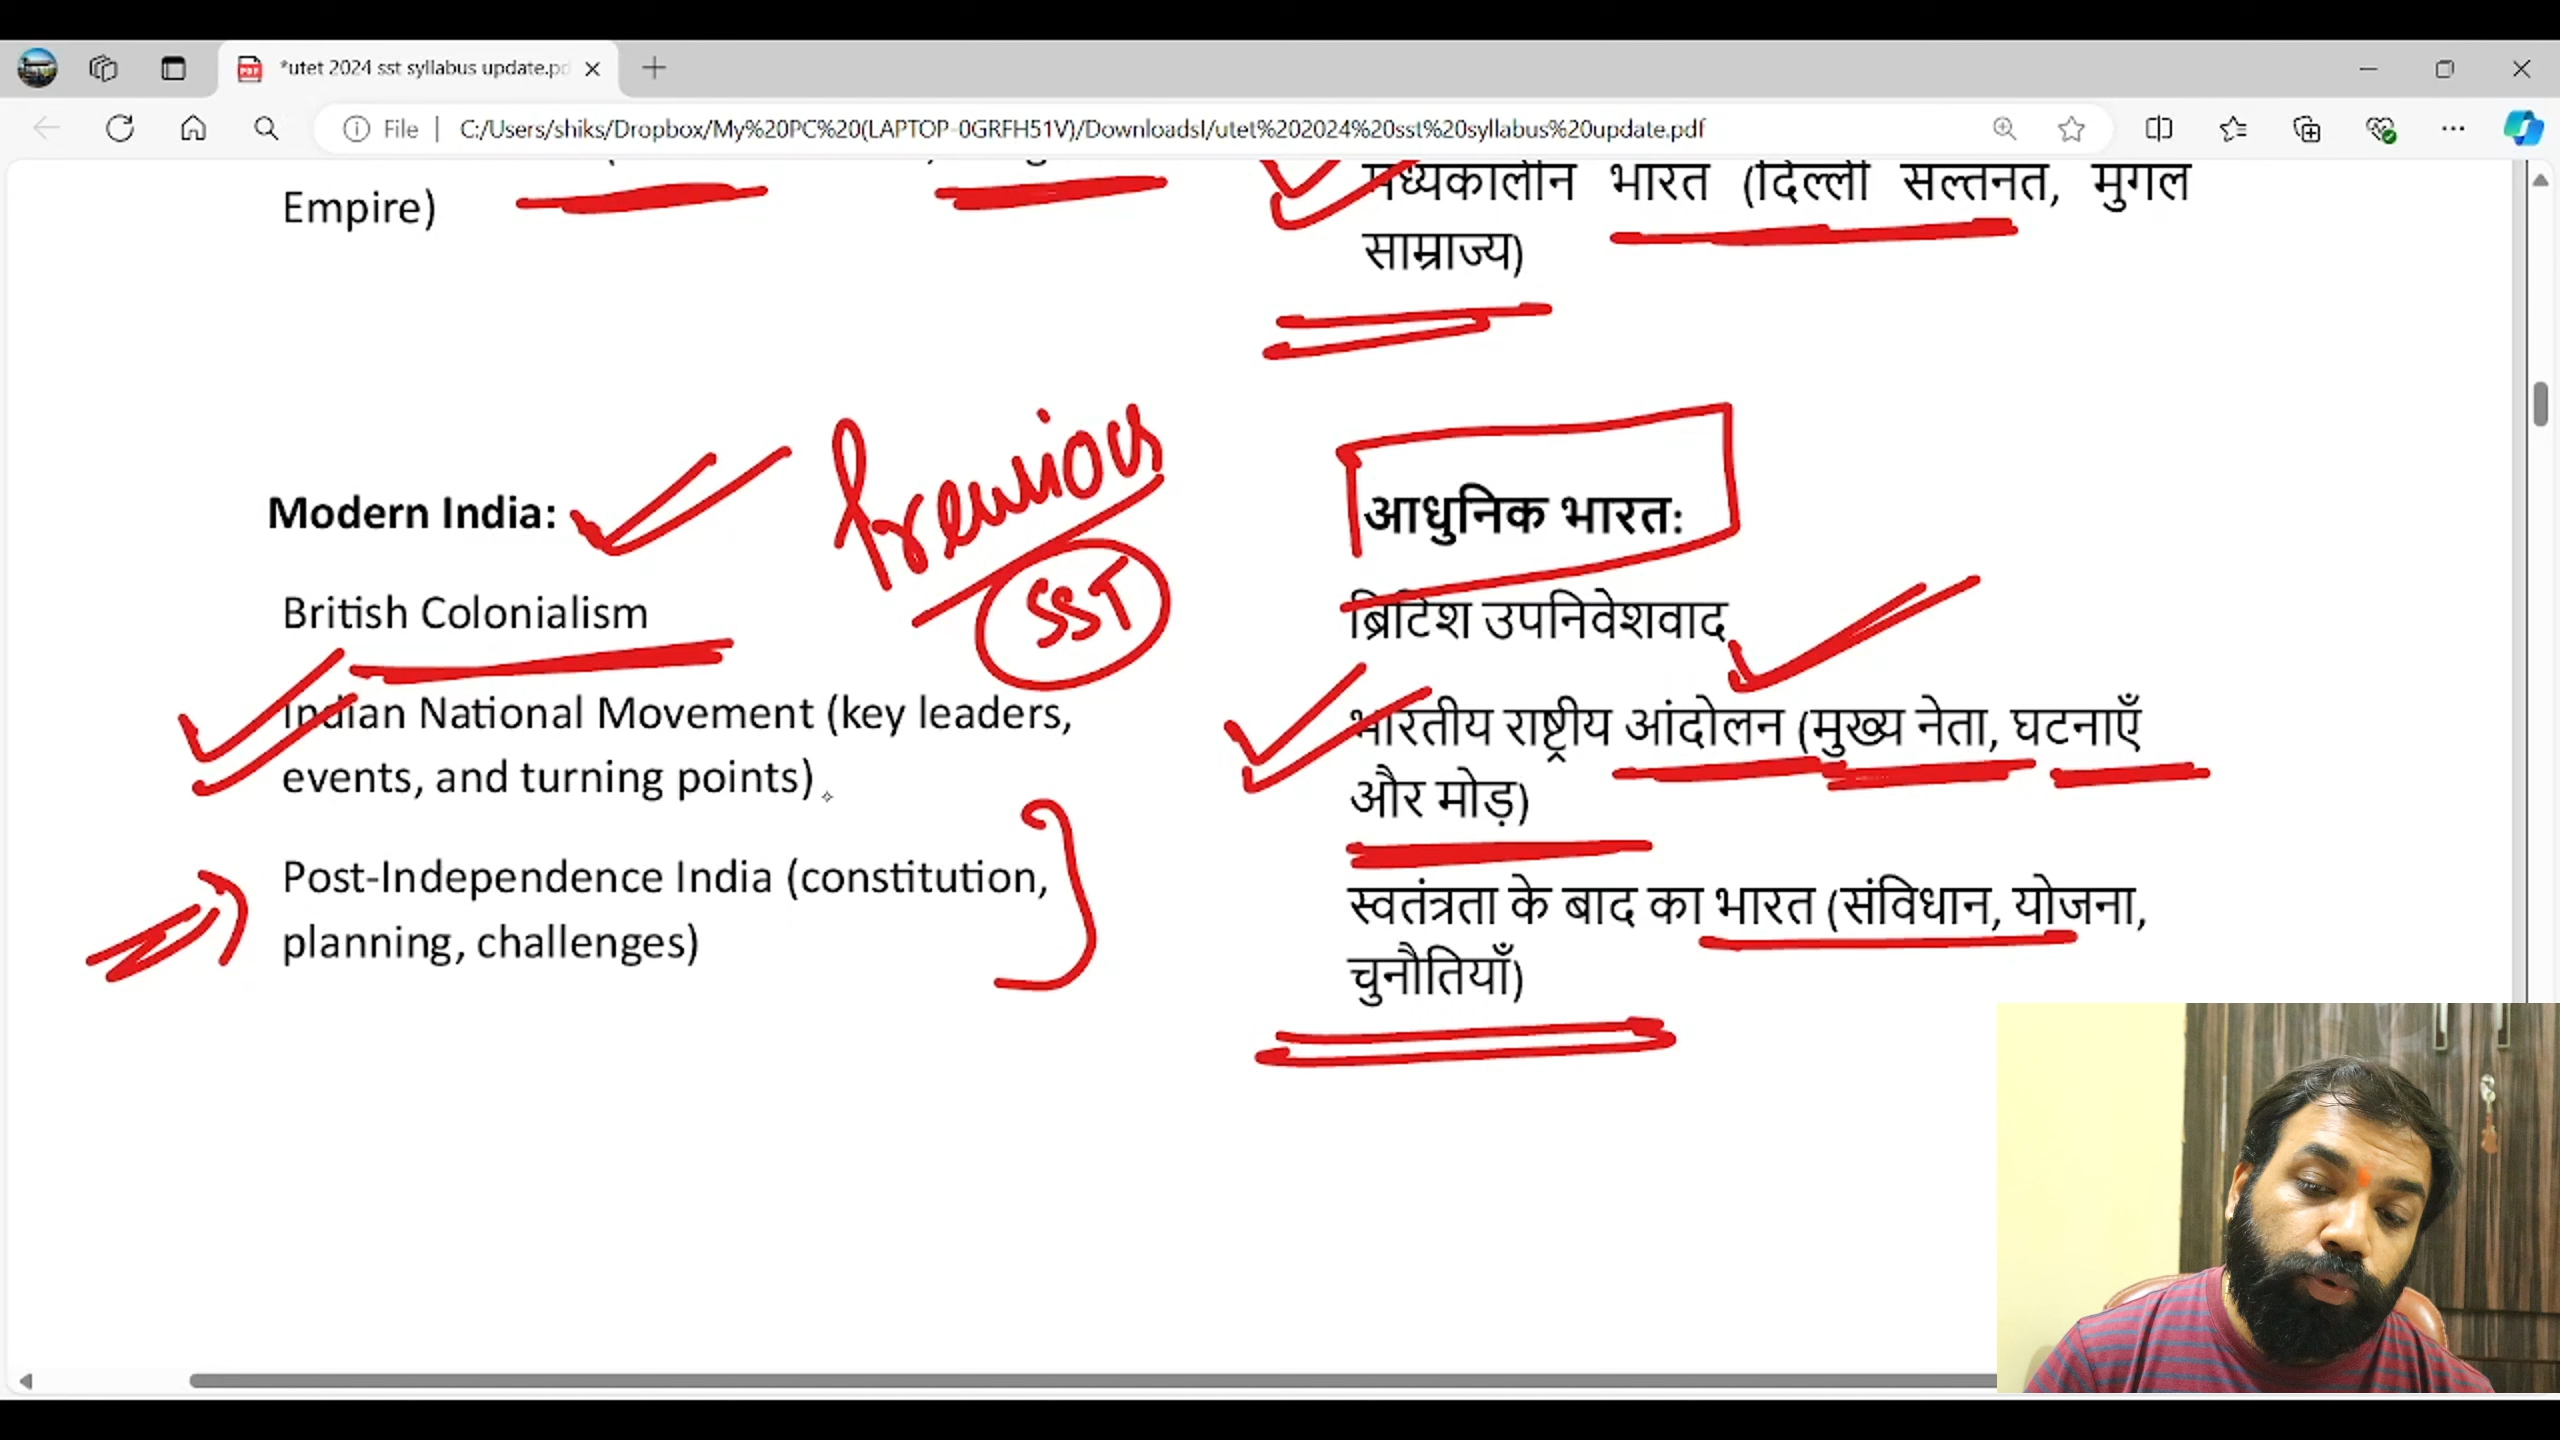 *utet 2024 sst syllabus update.pd
File | C:/Users/shiks/Dropbox/My%20PC%20(LAPTOP-0GRFH51V)/DownloadsI/utet%202024%20sst%20syllabus%20update.pdf
Empire)
मध्यकालीन भारत (दिल्ली सल्तनत, मुगल
साम्राज्य)
Modern India:
British Colonialism
Indian National Movement (key leaders,
events, and turning points)
Post-Independence India (constitution,
planning, challenges)
SST
आधुनिक भारत:
ब्रिटिश उपनिवेशवाद
भारतीय राष्ट्रीय आंदोलन (मुख्य नेता, घटनाएँ
और मोड़)
स्वतंत्रता के बाद का भारत (संविधान, योजना,
चुनौतियाँ)